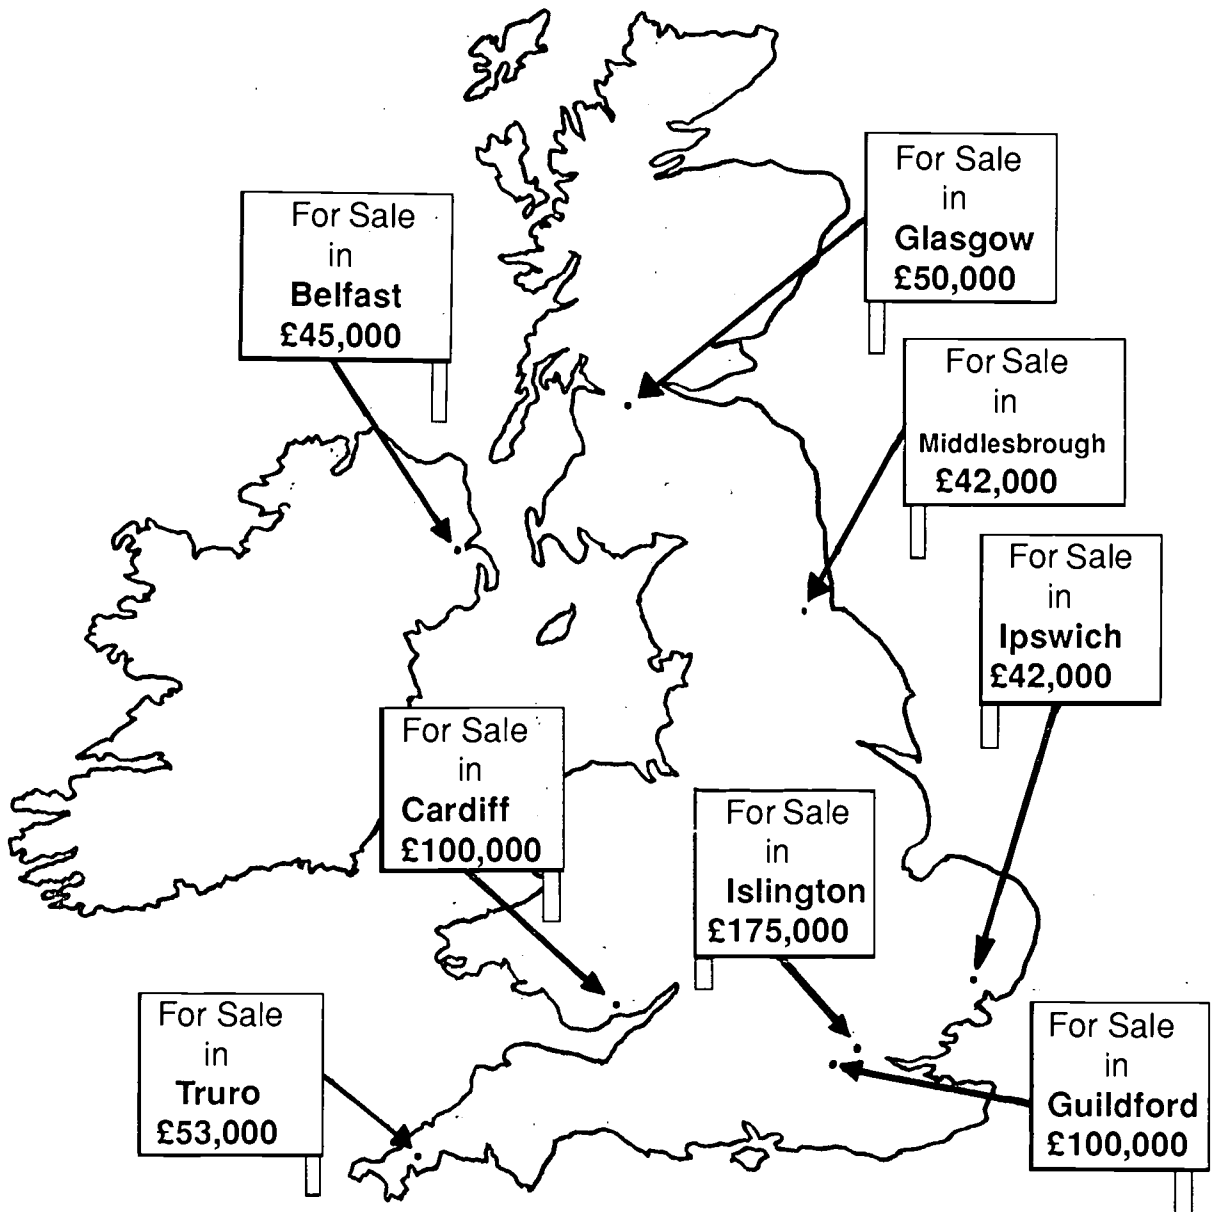 For Sale
in
Glasgow
£50,000
For Sale
in
Belfast
£45,000
For Sale
in
Middlesbrough
£42,000
For Sale
in
Ipswich
£42,000
For Sale
in
Cardiff
£100,000
For Sale
in
Islington
£175,000
For Sale
in
Truro
£53,000
For Sale
in
Guildford
£100,000